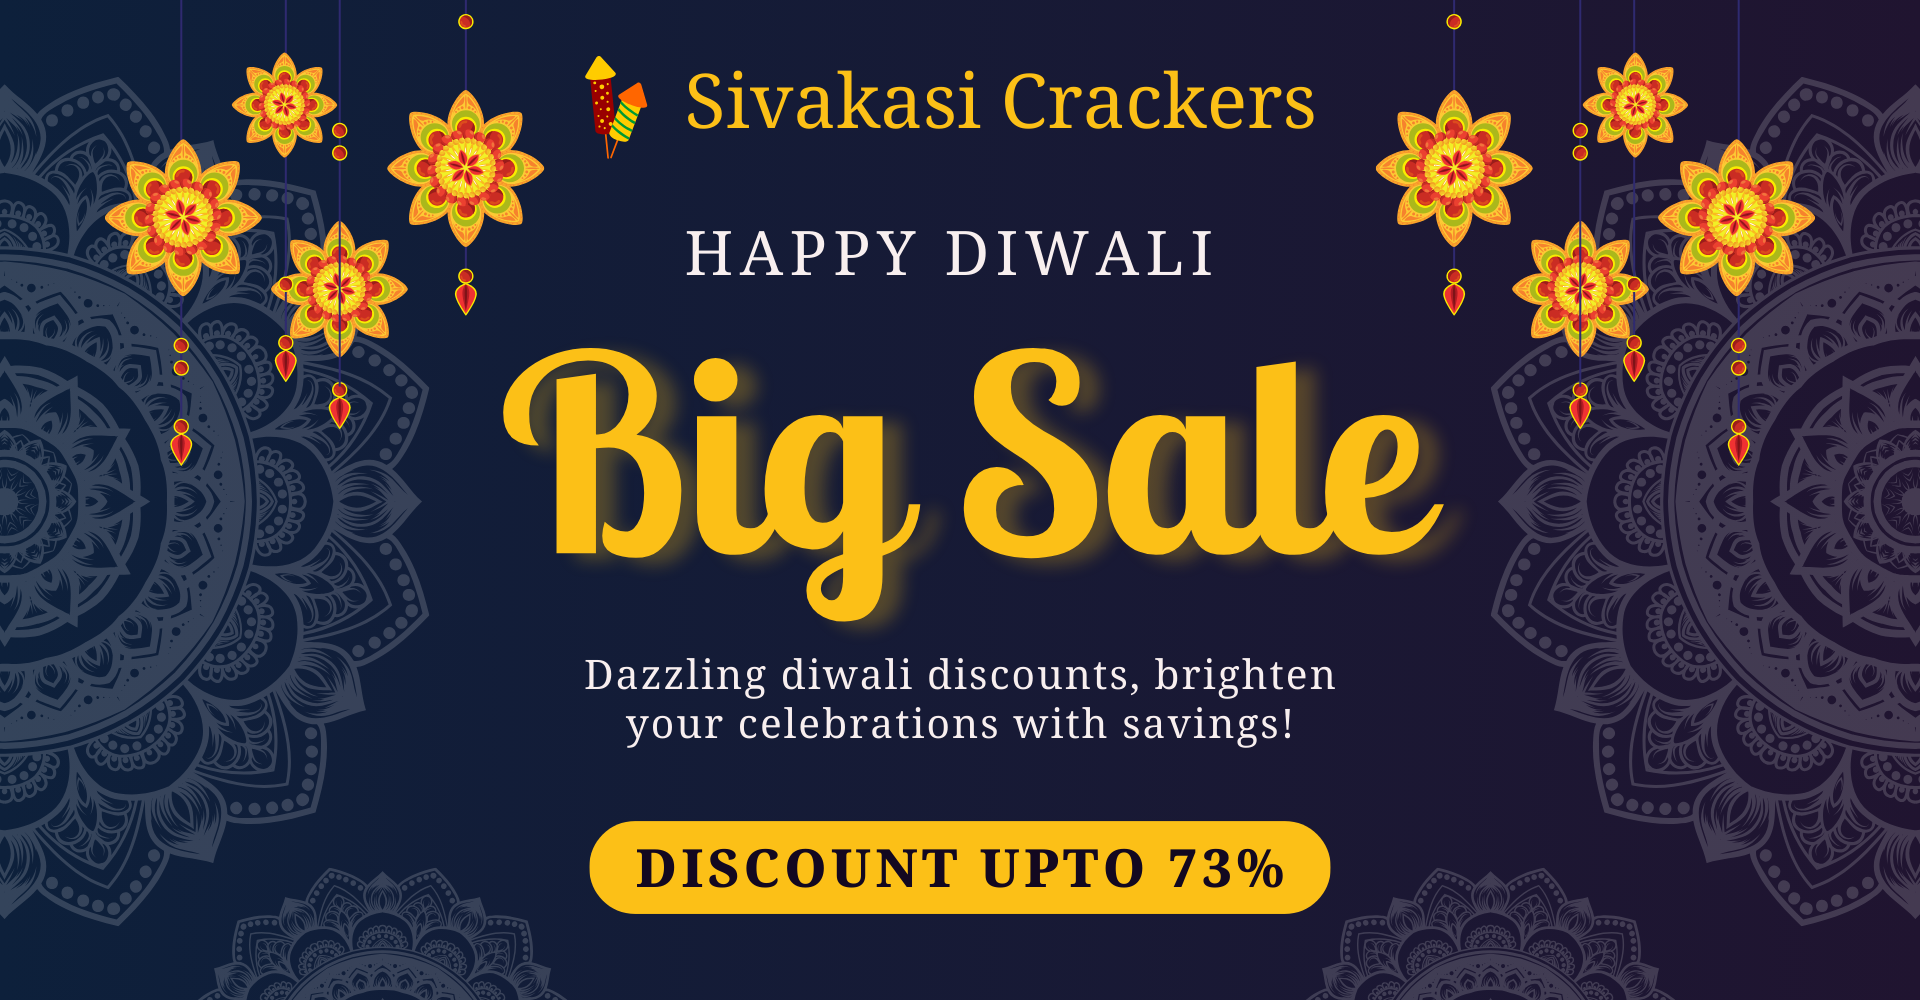 Sivakasi Crackers
HAPPY DIWALI
Big Sale
Dazzling diwali discounts, brighten
your celebrations with savings!
DISCOUNT UPTO 73%